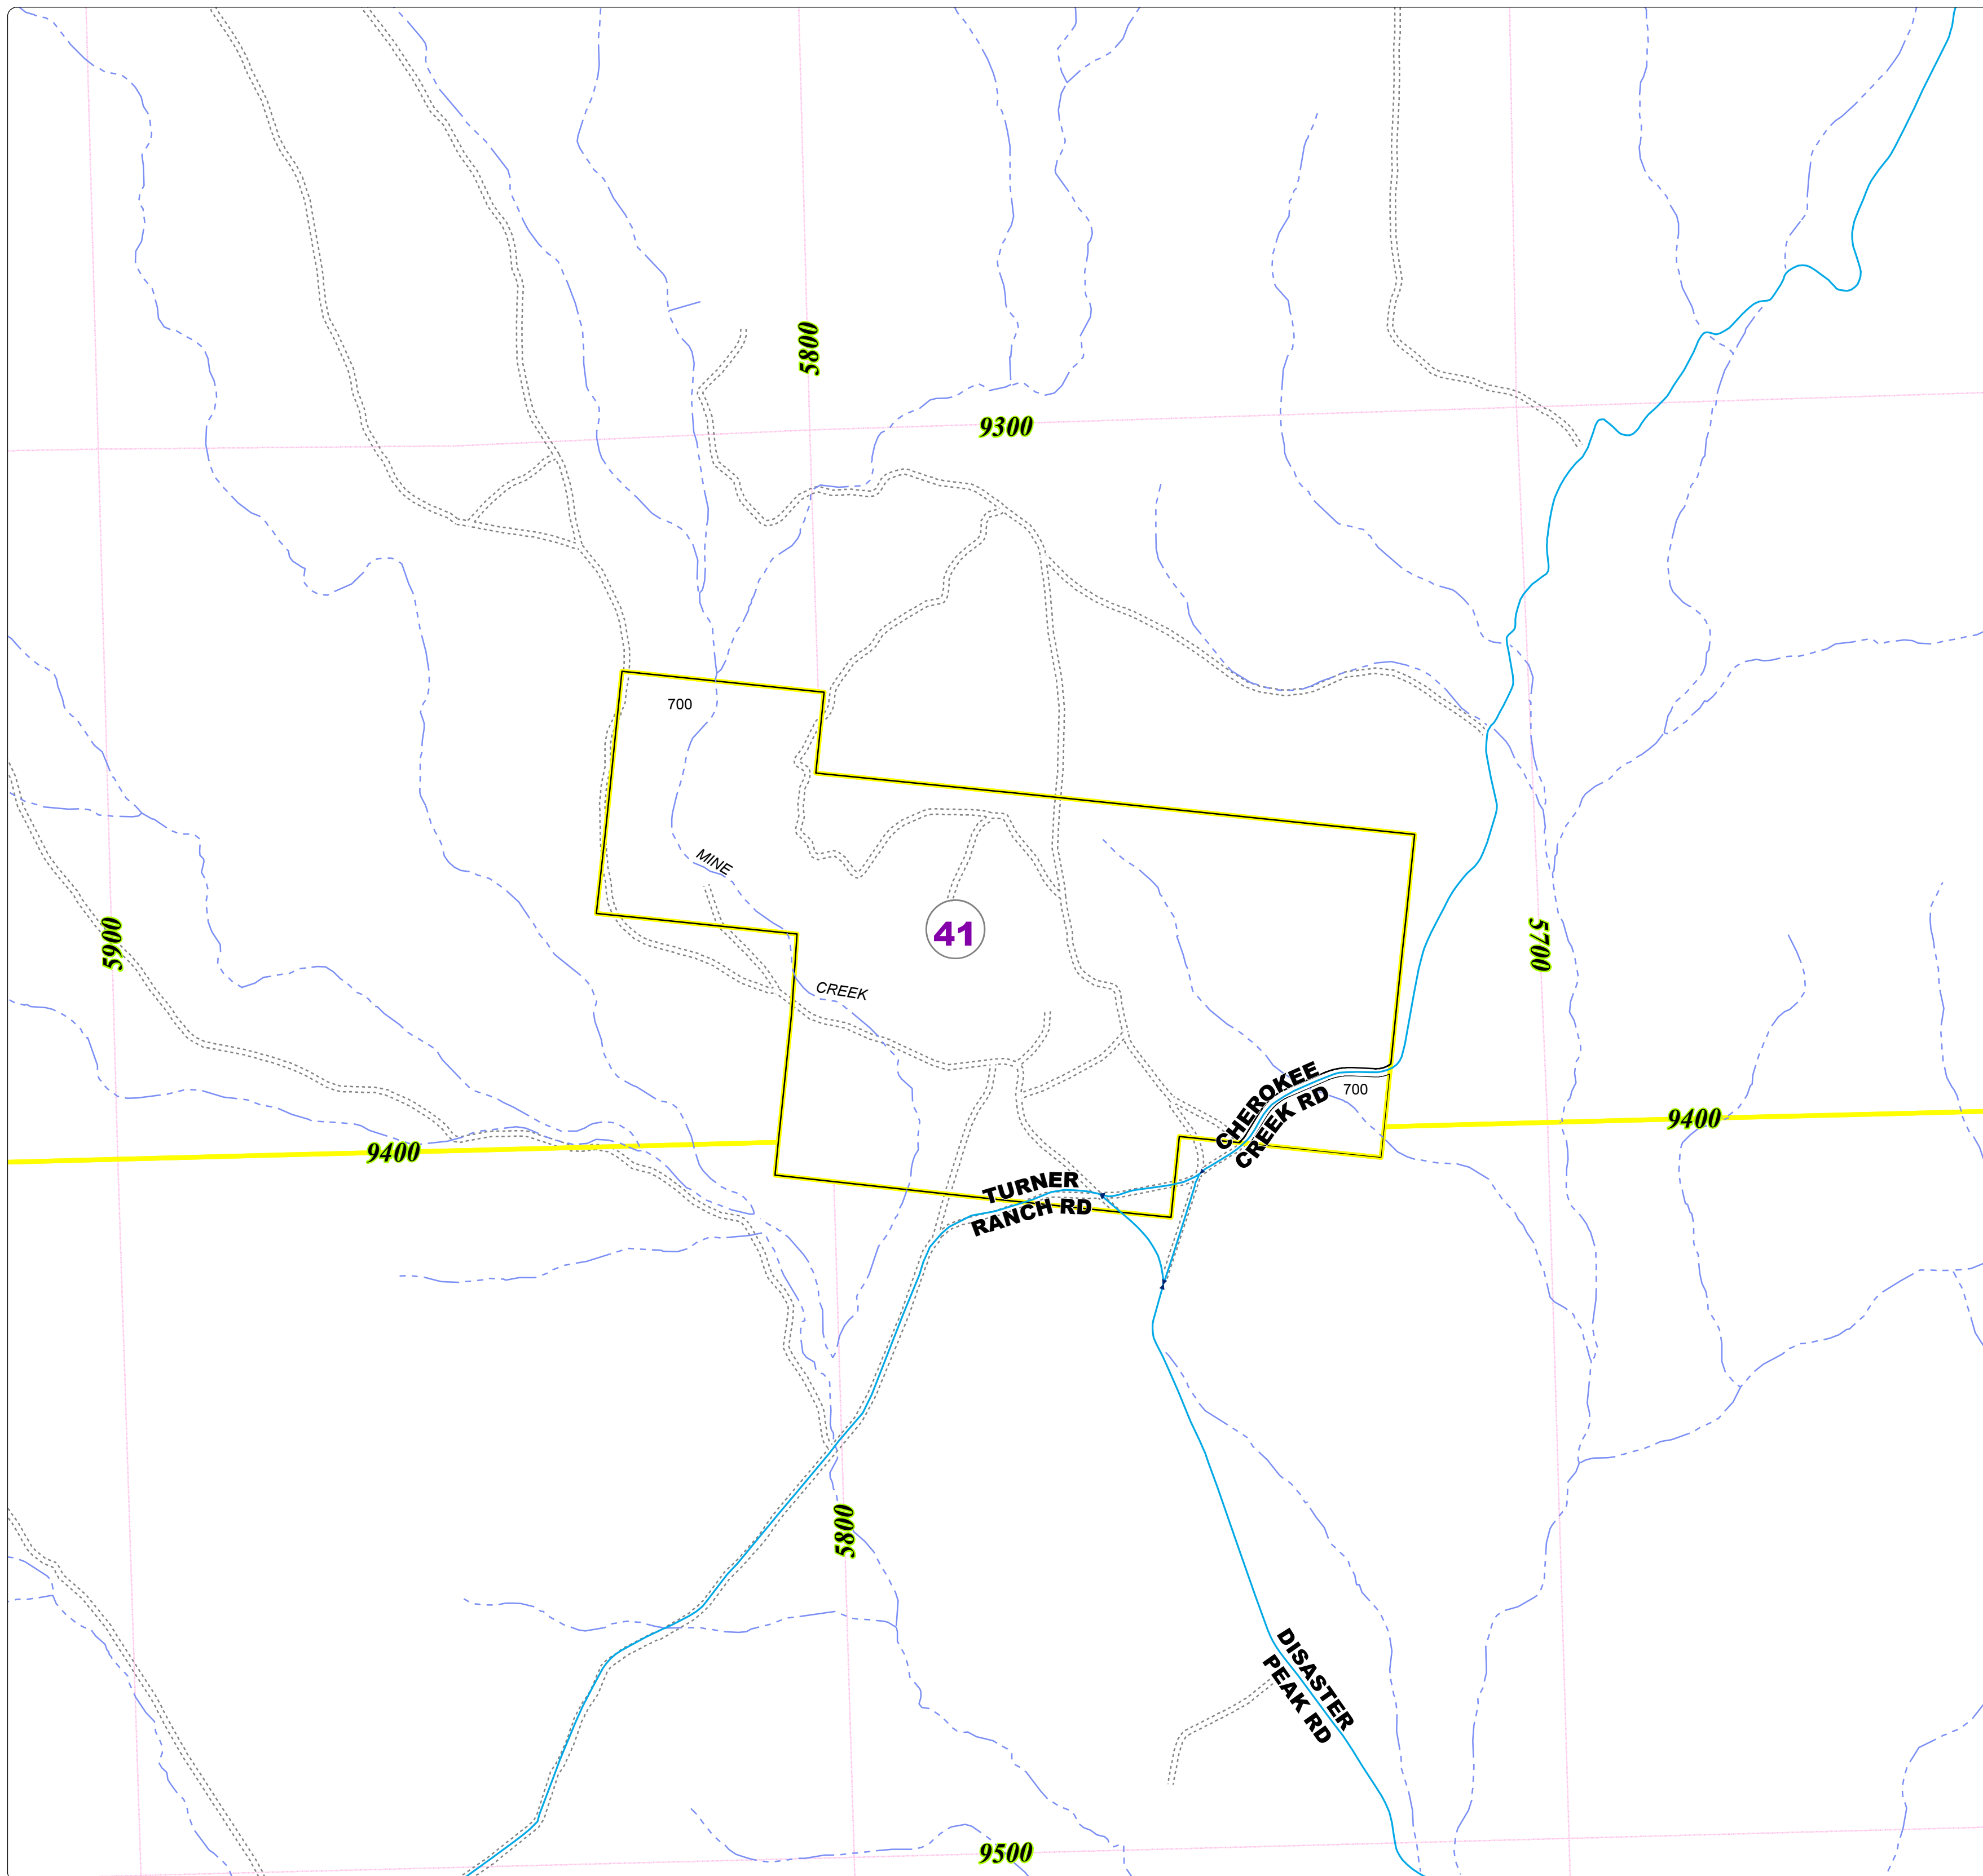 5800
9300
700
MINE
41
5900
5700
CREEK
CHEROKEE
CREEK RD
700
9400
9400
TURNER
RANCH RD
5800
DISASTER
PEAK RD
9500